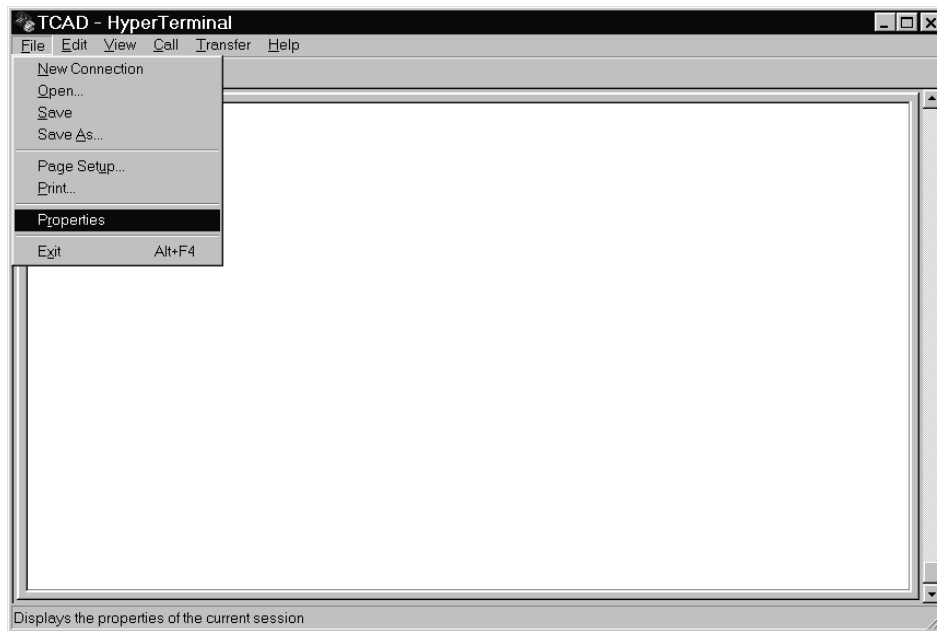 TCAD - HyperTerminal
File Edit View Call Transfer Help
New Connection
Open...
Save
Save As...
Page Setup...
Print...
Properties
Exit Alt+F4
Displays the properties of the current session